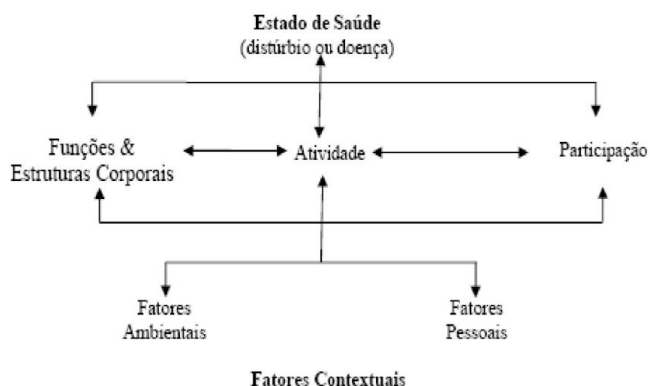 Estado de Saúde
(distúrbio ou doença)
Funções &
Estruturas Corporais
Atividade
Participação
Fatores
Ambientais
Fatores
Pessoais
Fatores Contextuais